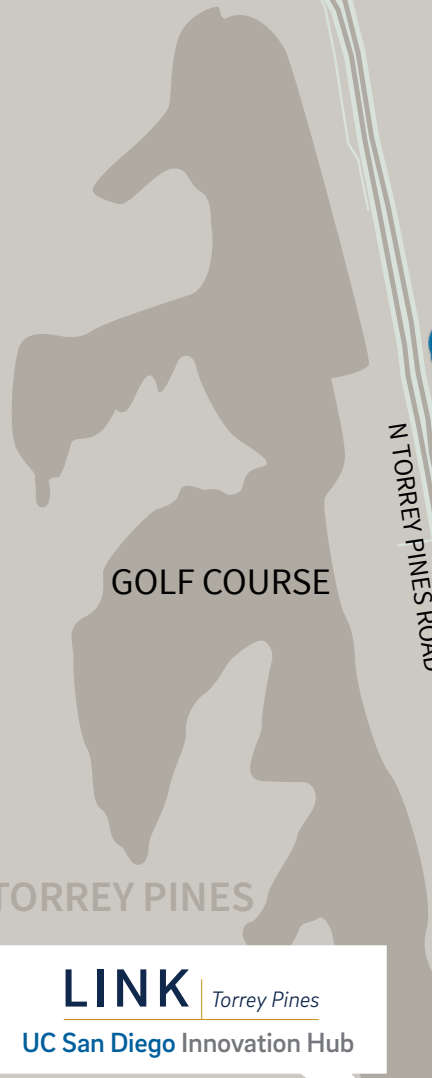 N TORREY PINES ROAD
GOLF COURSE
TORREY PINES
LINK Torrey Pines
UC San Diego Innovation Hub